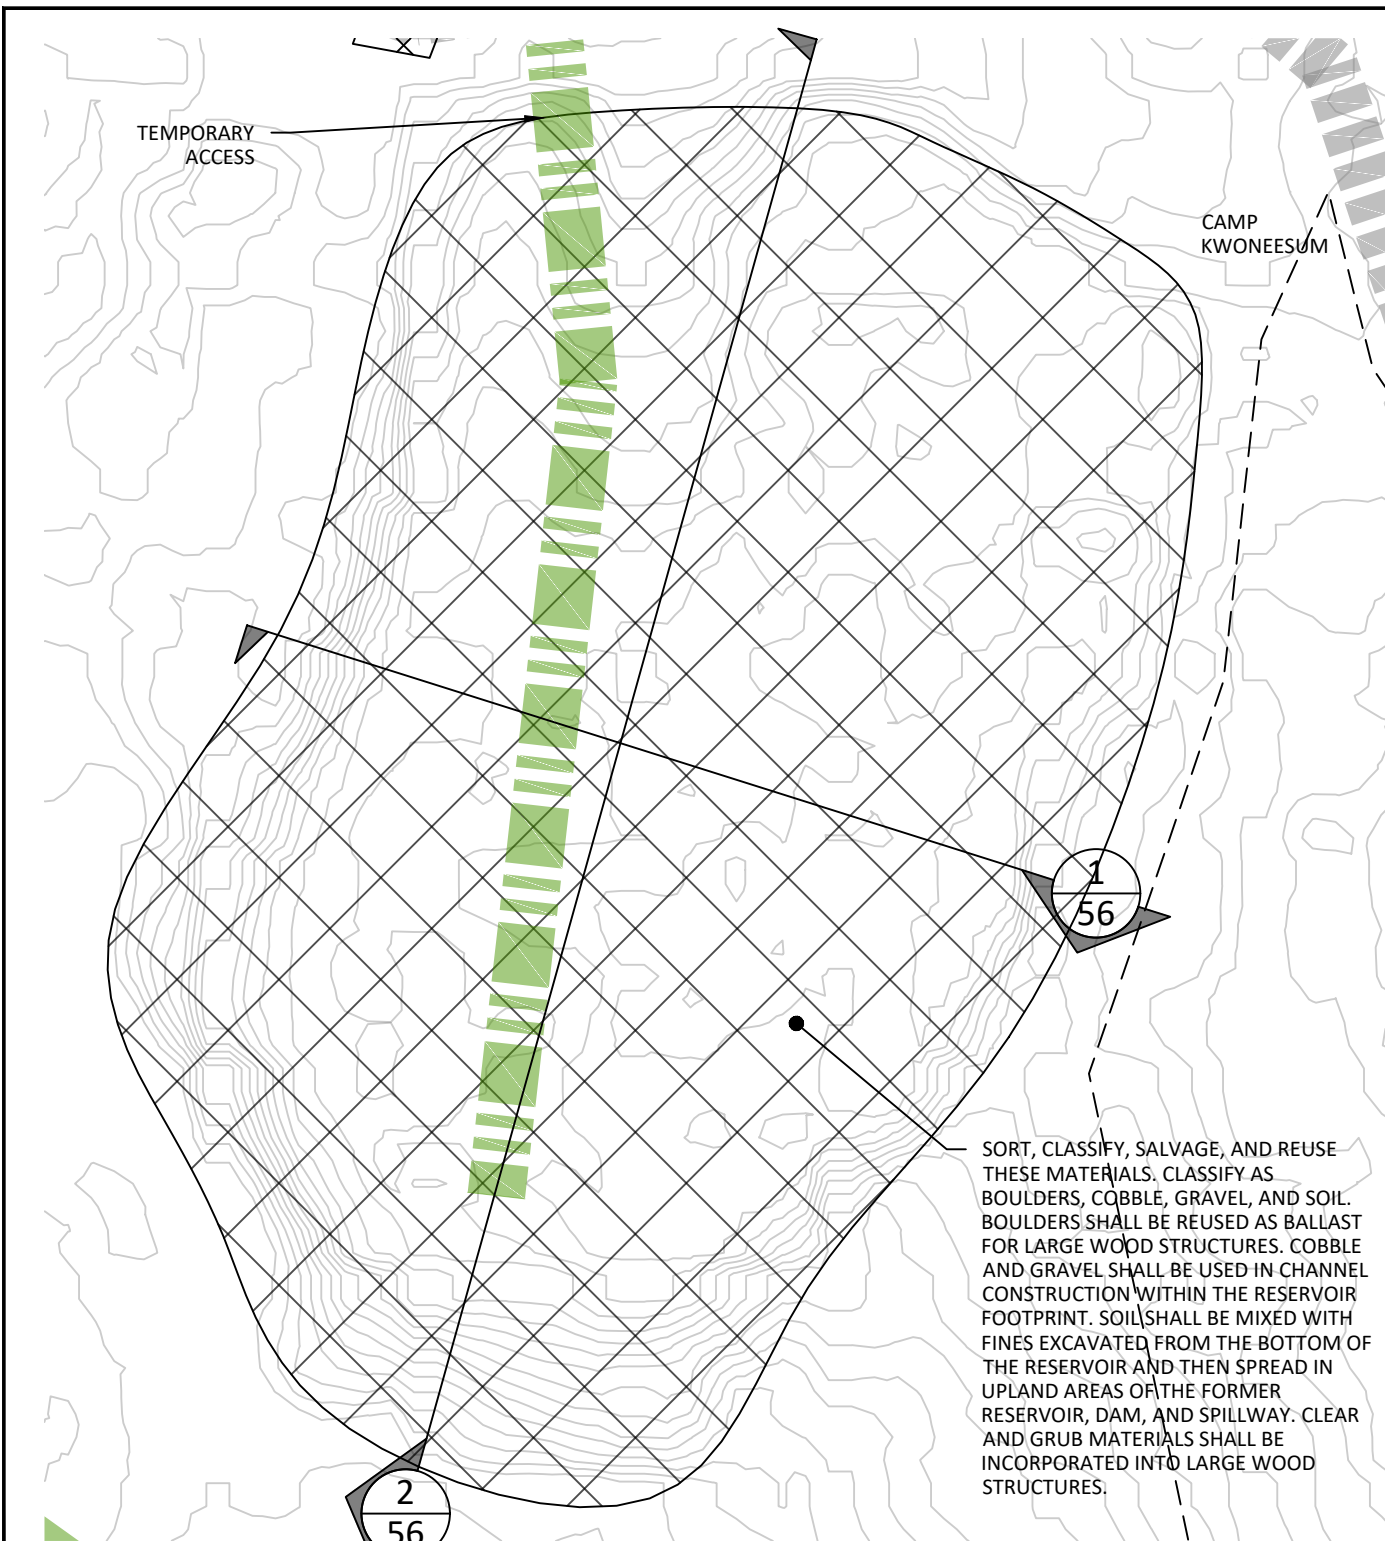 TEMPORARY
ACCESS
CAMP
KWONEESUM
1
56
SORT, CLASSIFY, SALVAGE, AND REUSE
THESE MATERIALS. CLASSIFY AS
BOULDERS, COBBLE, GRAVEL, AND SOIL.
BOULDERS SHALL BE REUSED AS BALLAST
FOR LARGE WOOD STRUCTURES. COBBLE
AND GRAVEL SHALL BE USED IN CHANNEL
CONSTRUCTION WITHIN THE RESERVOIR
FOOTPRINT. SOIL SHALL BE MIXED WITH
FINES EXCAVATED FROM THE BOTTOM OF
THE RESERVOIR AND THEN SPREAD IN
UPLAND AREAS OF THE FORMER
RESERVOIR, DAM, AND SPILLWAY. CLEAR
AND GRUB MATERIALS SHALL BE
INCORPORATED INTO LARGE WOOD
STRUCTURES.
2
56